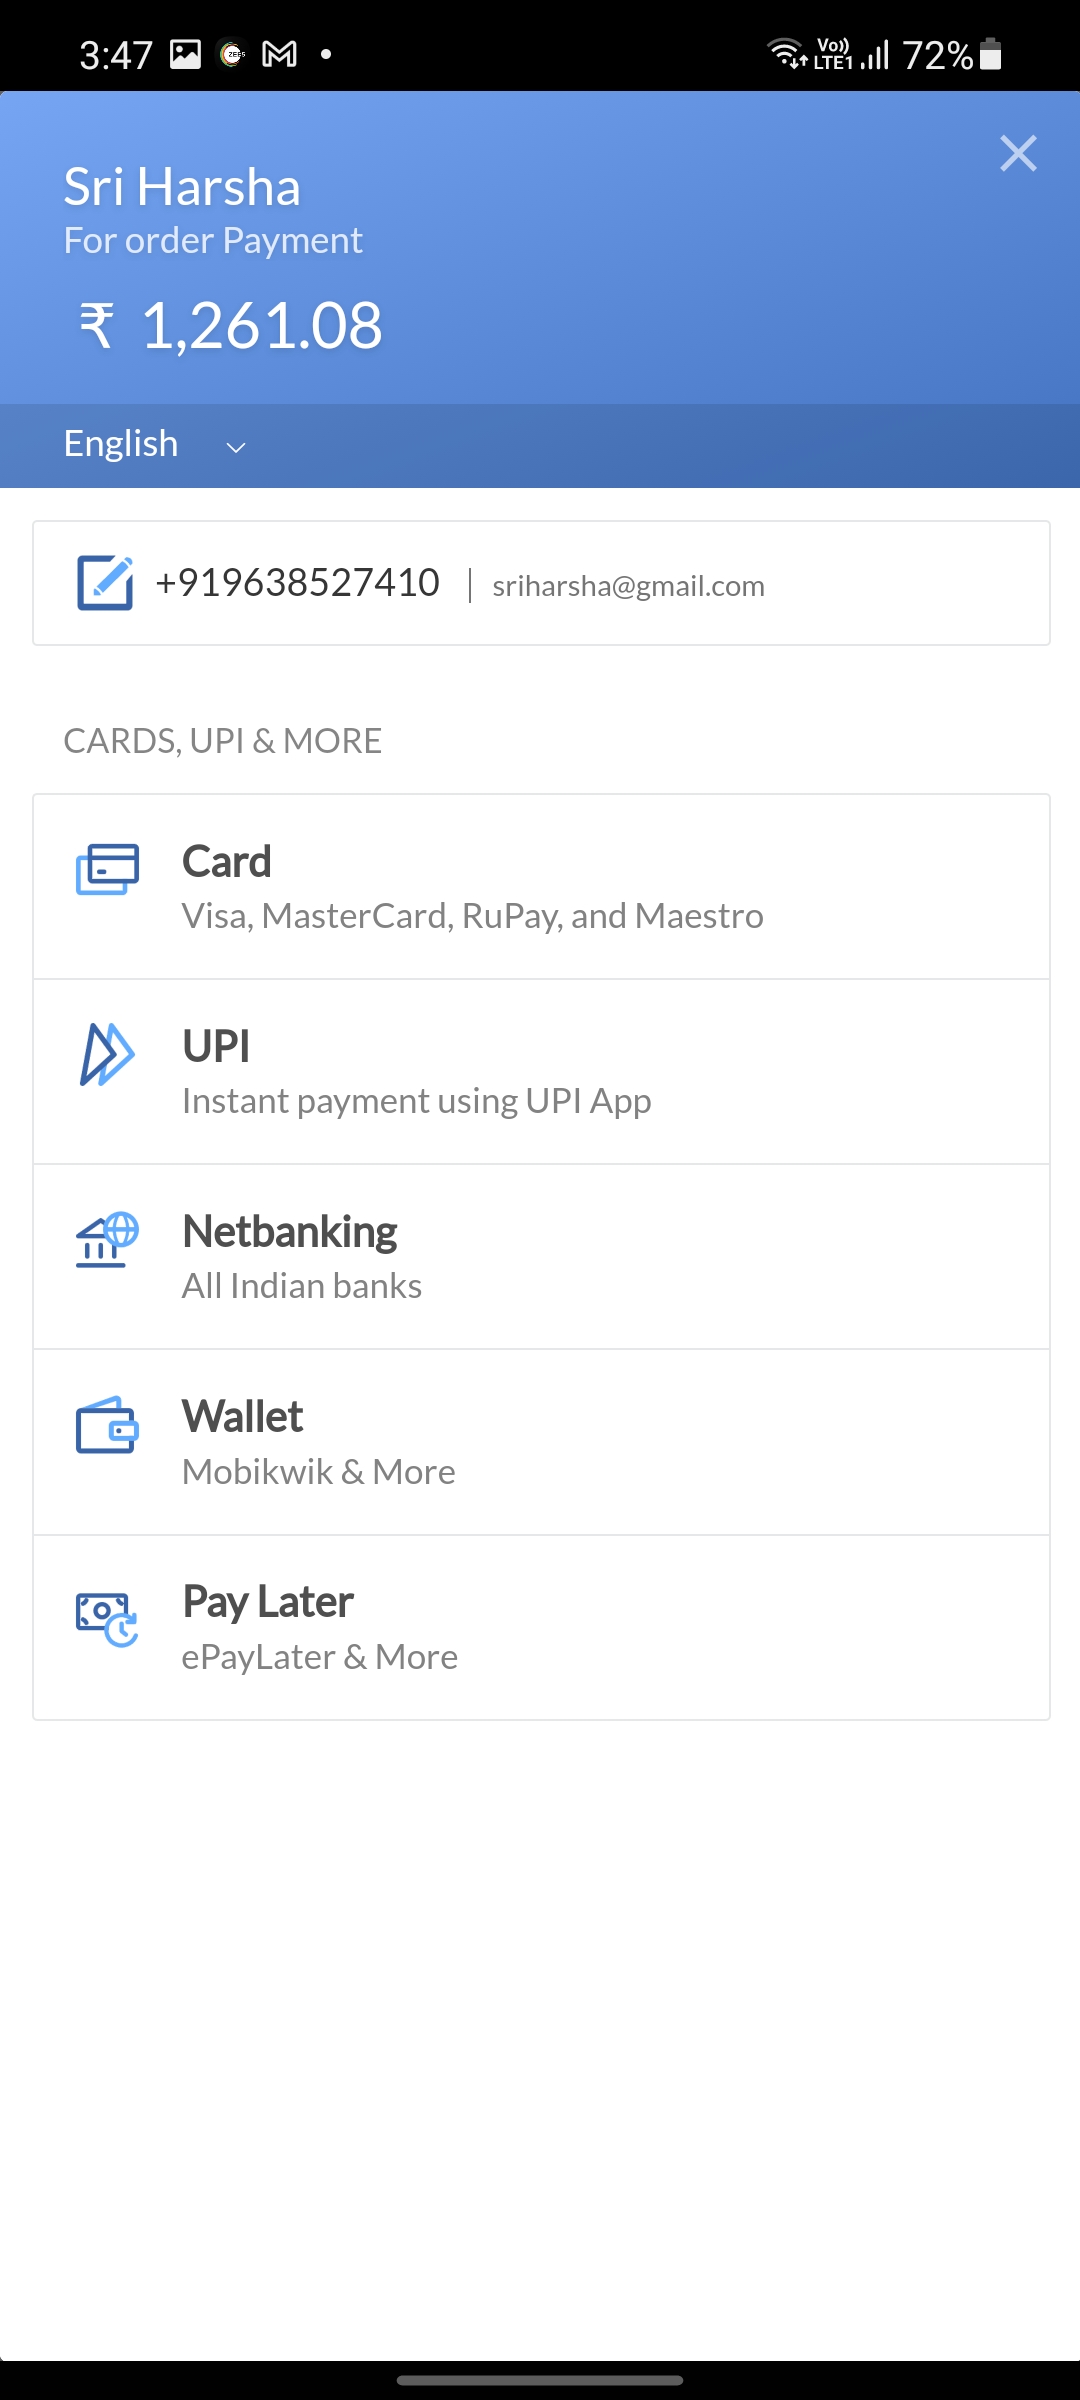 3:47
Vo)) LTE1 72%
Sri Harsha
For order Payment
₹ 1,261.08
English
+919638527410 | sriharsha@gmail.com
CARDS, UPI & MORE
Card
Visa, MasterCard, RuPay, and Maestro
UPI
Instant payment using UPI App
Netbanking
All Indian banks
Wallet
Mobikwik & More
Pay Later
ePayLater & More